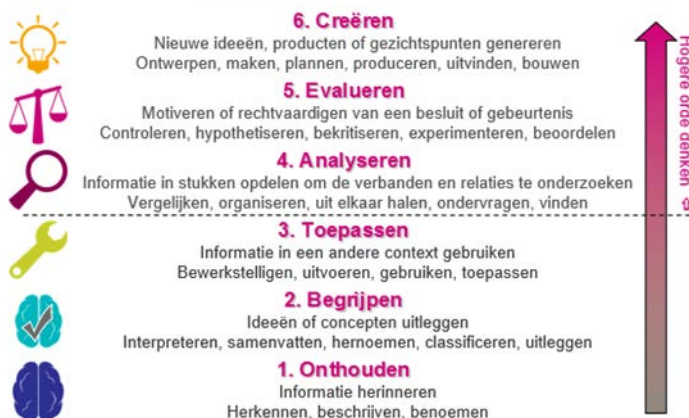 6. Creëren
Nieuwe ideeën, producten of gezichtspunten genereren
Ontwerpen, maken, plannen, produceren, uitvinden, bouwen
5. Evalueren
Motiveren of rechtvaardigen van een besluit of gebeurtenis
Controleren, hypothetiseren, bekritiseren, experimenteren, beoordelen
4. Analyseren
Informatie in stukken opdelen om de verbanden en relaties te onderzoeken
Vergelijken, organiseren, uit elkaar halen, ondervragen, vinden
3. Toepassen
Informatie in een andere context gebruiken
Bewerkstelligen, uitvoeren, gebruiken, toepassen
2. Begrijpen
Ideeën of concepten uitleggen
Interpreteren, samenvatten, hernoemen, classificeren, uitleggen
1. Onthouden
Informatie herinneren
Herkennen, beschrijven, benoemen
Hogere orde denken